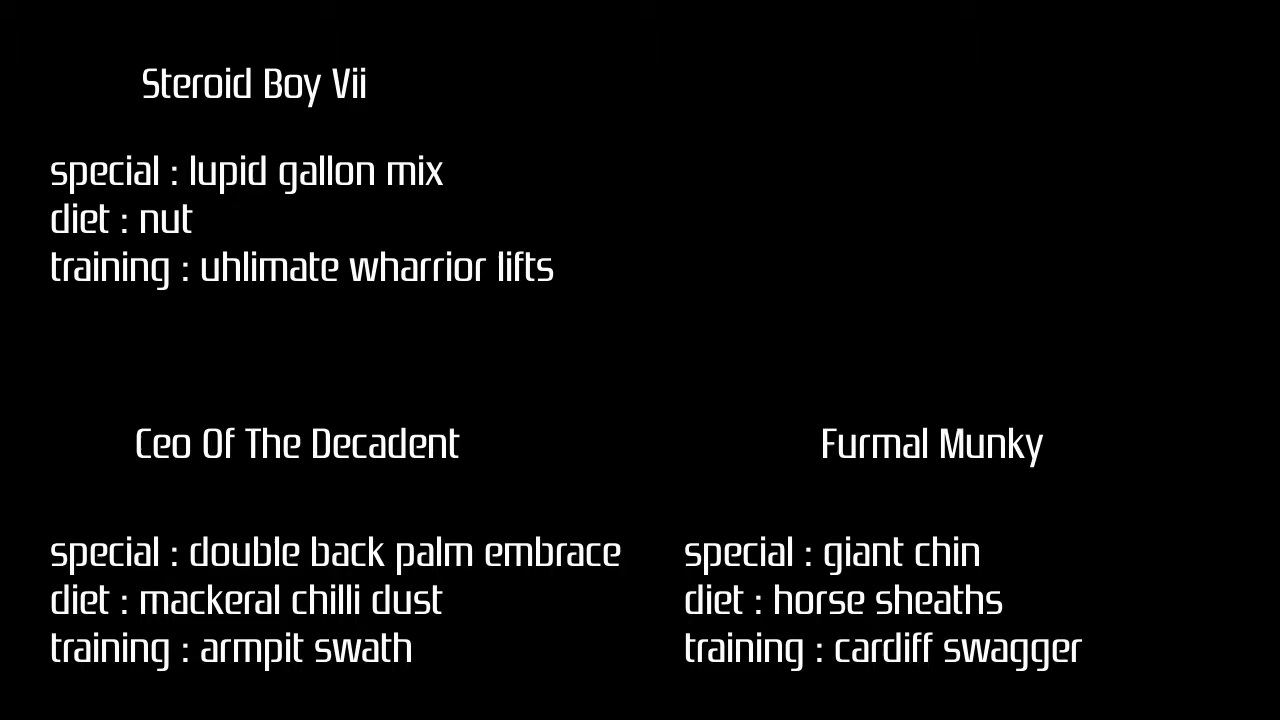 Steroid Boy Vii
special : lupid gallon mix
diet : nut
training : uhlimate wharrior lifts
Ceo Of The Decadent
special : double back palm embrace
diet : mackeral chilli dust
training : armpit swath
Furmal Munky
special : giant chin
diet : horse sheaths
training : cardiff swagger